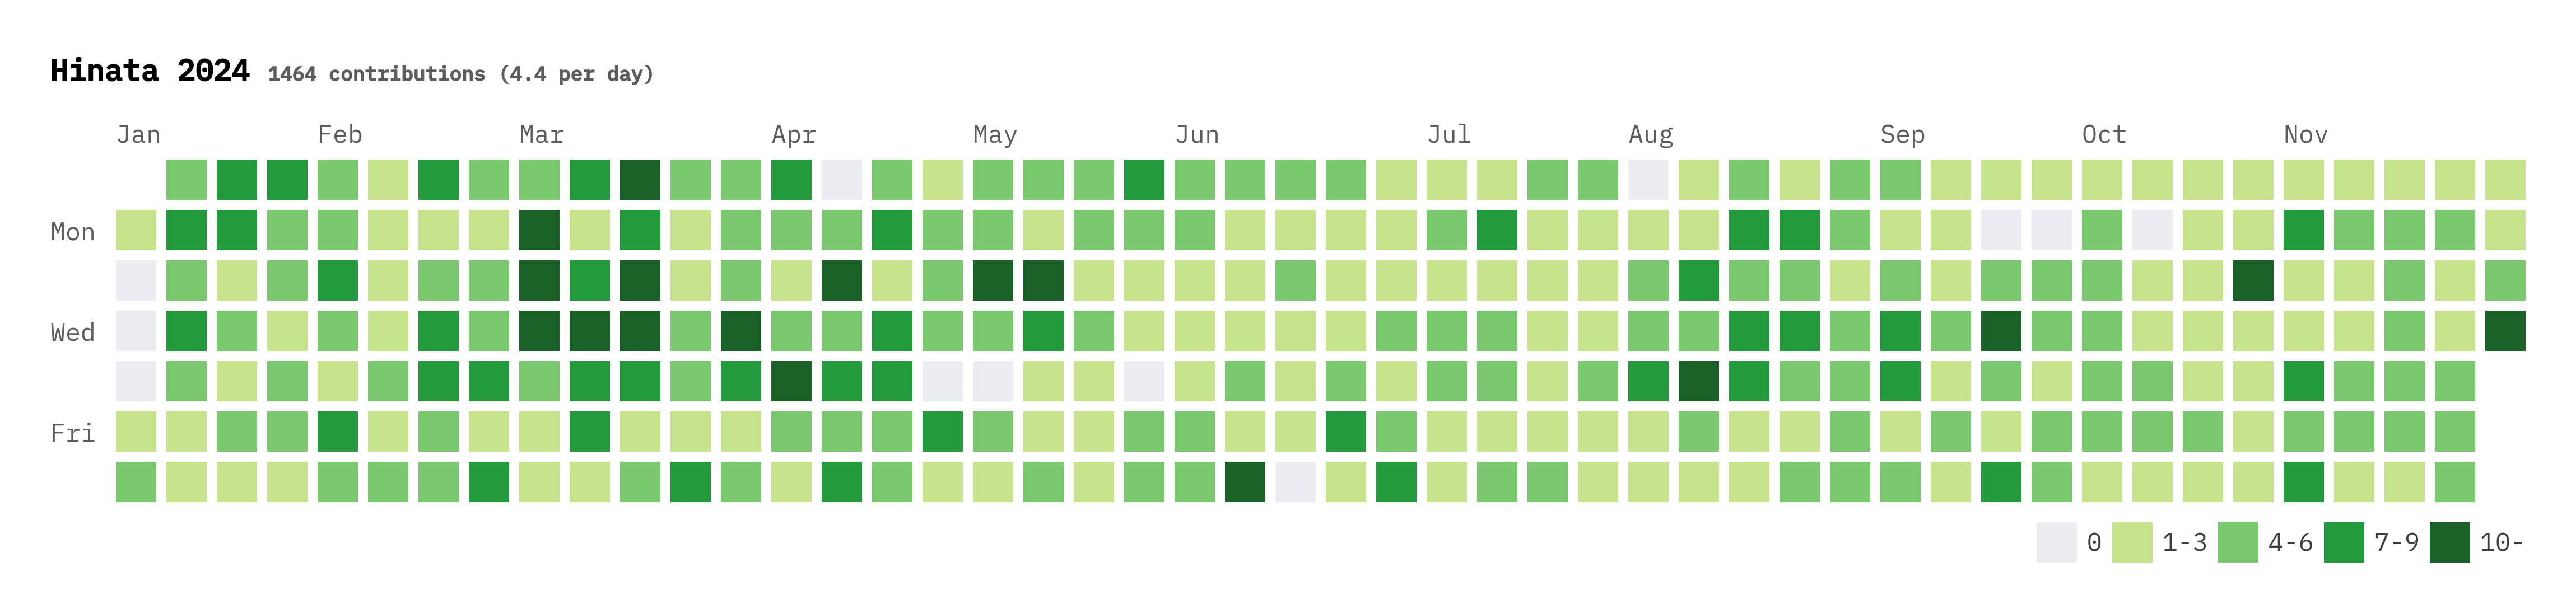 Hinata 2024 1464 contributions (4.4 per day)
Jan Feb Mar Apr May Jun Jul Aug Sep Oct Nov
Mon
Wed
Fri
0 1-3 4-6 7-9 10-